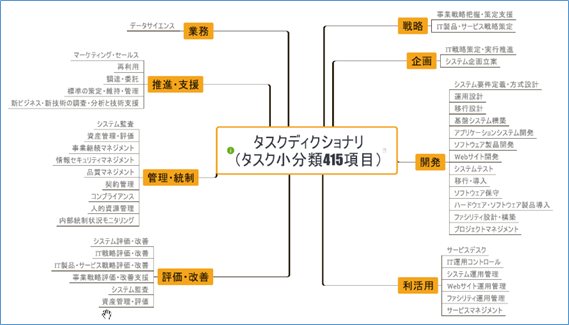 タスクディクショナリ
(タスク小分類415項目)
戦略
事業戦略把握・策定支援
IT製品・サービス戦略策定
企画
IT戦略策定・実行推進
システム企画立案
開発
システム要件定義・方式設計
運用設計
移行設計
基盤システム構築
アプリケーションシステム開発
ソフトウェア製品開発
Webサイト開発
システムテスト
移行・導入
ソフトウェア保守
ハードウェア・ソフトウェア製品導入
ファシリティ設計・構築
プロジェクトマネジメント
利活用
サービスデスク
IT運用コントロール
システム運用管理
Webサイト運用管理
ファシリティ運用管理
サービスマネジメント
業務
データサイエンス
推進・支援
マーケティング・セールス
再利用
調達・委託
標準の策定・維持・管理
新ビジネス・新技術の調査・分析と技術支援
管理・統制
システム監査
資産管理・評価
事業継続マネジメント
情報セキュリティマネジメント
品質マネジメント
契約管理
コンプライアンス
人的資源管理
内部統制状況モニタリング
評価・改善
システム評価・改善
IT戦略評価・改善
IT製品・サービス戦略評価・改善
事業戦略評価・改善支援
システム監査
資産管理・評価